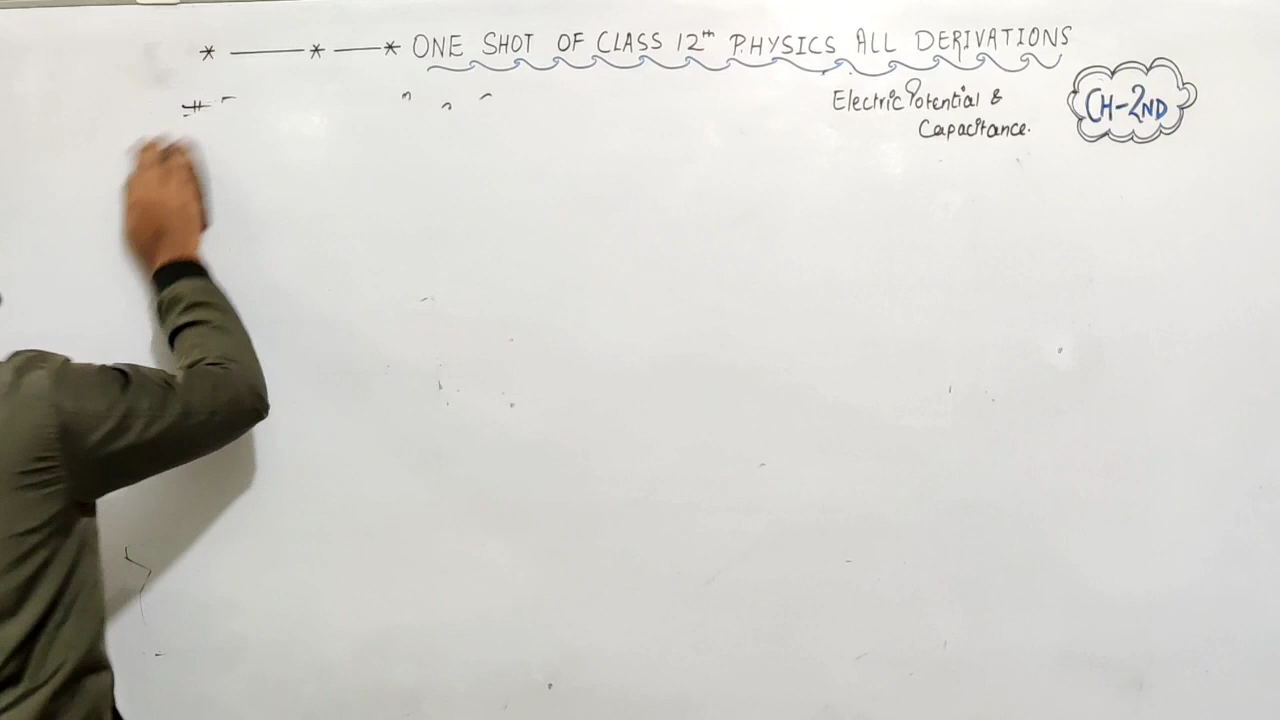 * —— * —— * ONE SHOT OF CLASS 12th PHYSICS ALL DERIVATIONS
Electric Potential &
Capacitance.
CH-2ND
#